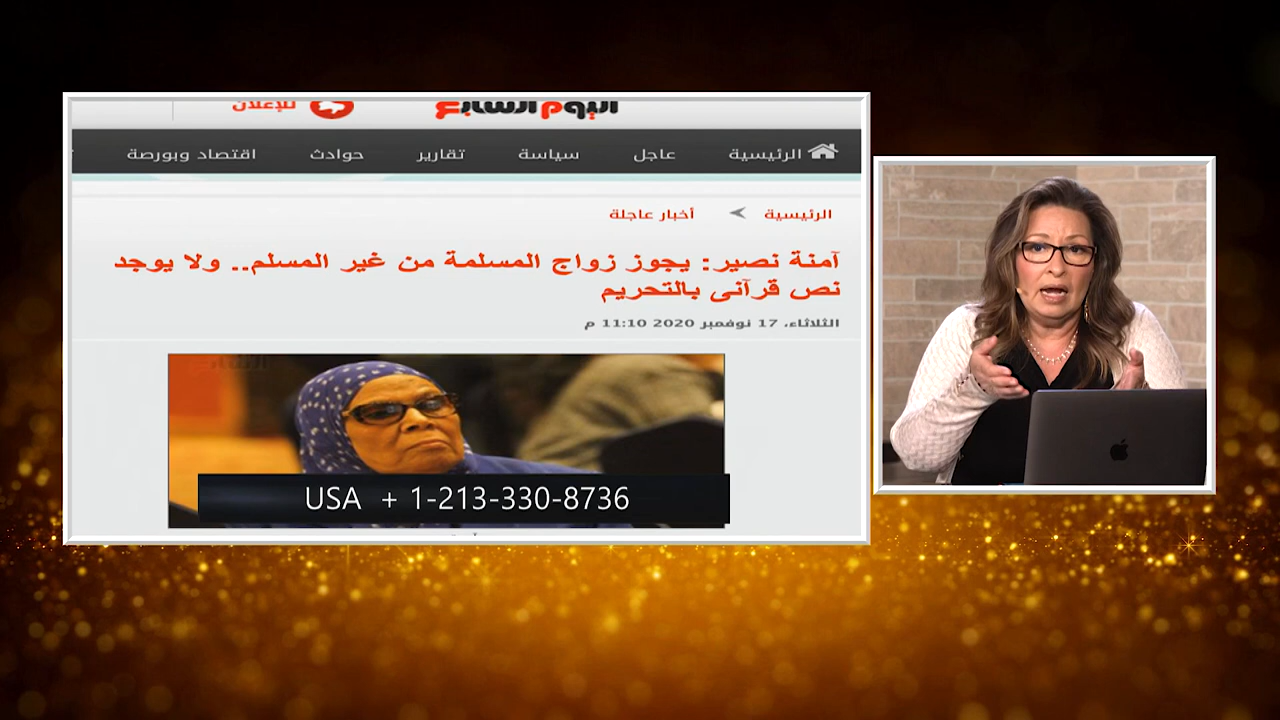 للإعلان
اليوم السابع
الرئيسية عاجل سياسة تقارير حوادث اقتصاد وبورصة
الرئيسية أخبار عاجلة
آمنة نصير: يجوز زواج المسلمة من غير المسلم.. ولا يوجد
نص قرآنى بالتحريم
الثلاثاء، 17 نوفمبر 2020 11:10 م
USA + 1-213-330-8736